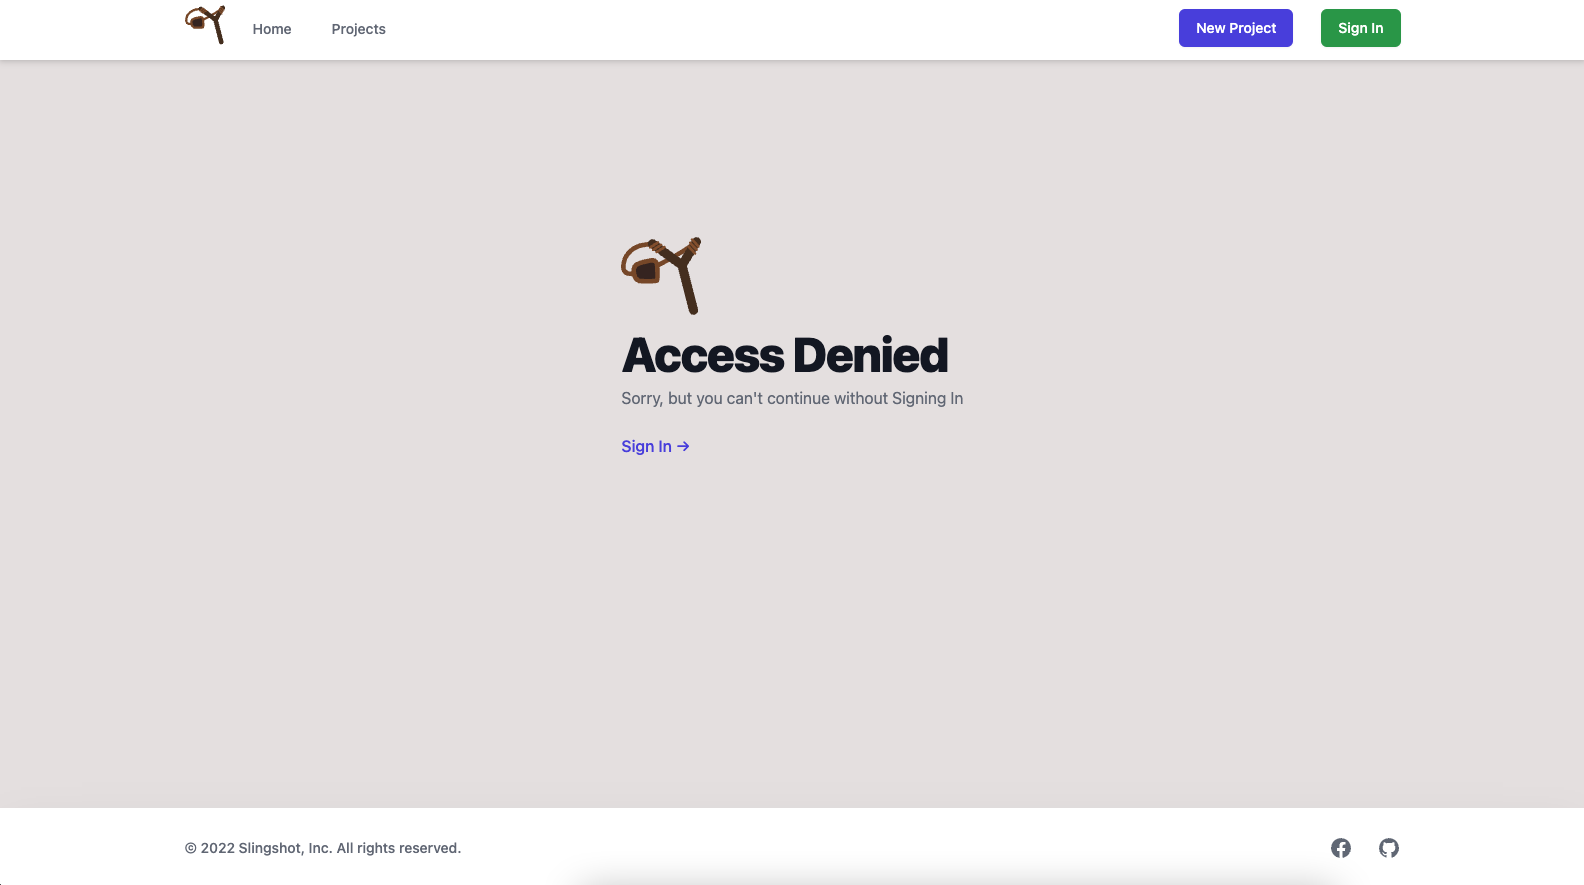 Home
Projects
New Project
Sign In
Access Denied
Sorry, but you can't continue without Signing In
Sign In →
© 2022 Slingshot, Inc. All rights reserved.